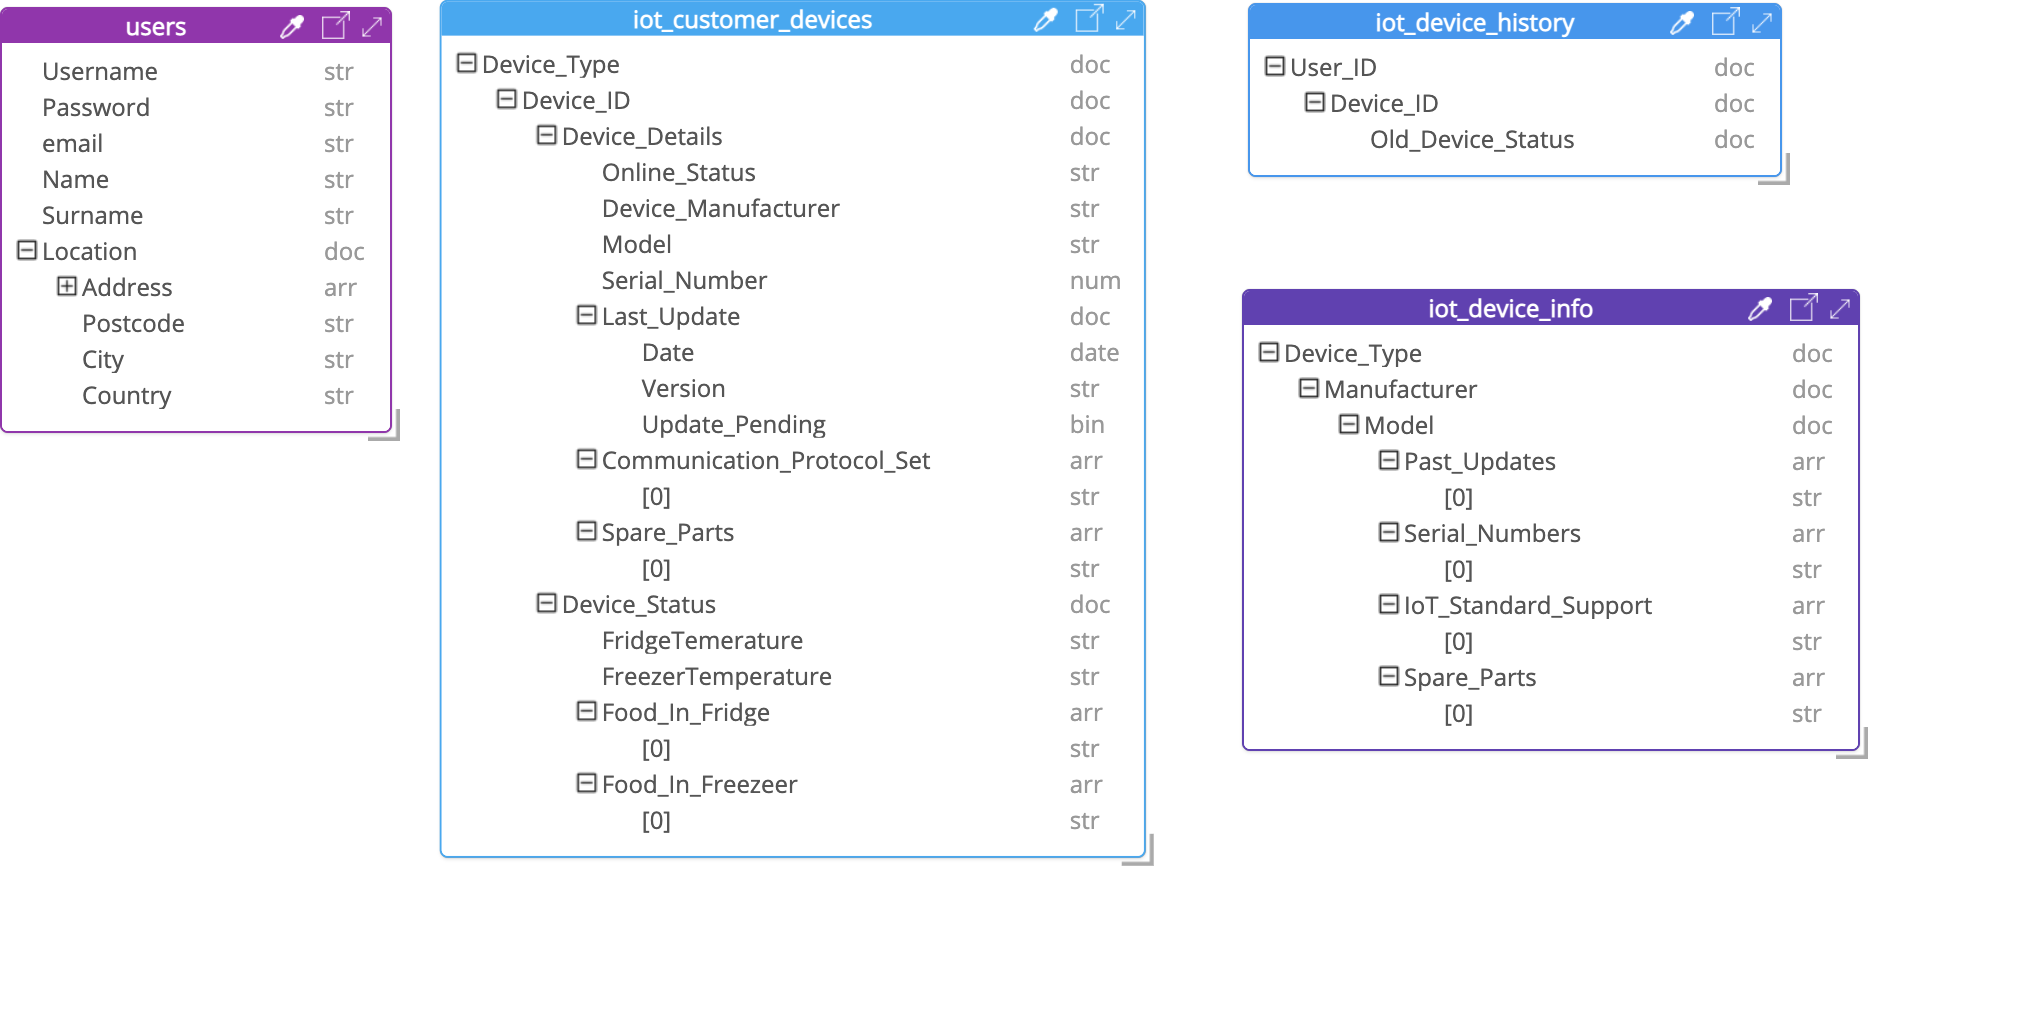 users
Username str
Password str
email str
Name str
Surname str
Location doc
Address arr
Postcode str
City str
Country str
iot_customer_devices
Device_Type doc
Device_ID doc
Device_Details doc
Online_Status str
Device_Manufacturer str
Model str
Serial_Number num
Last_Update doc
Date date
Version str
Update_Pending bin
Communication_Protocol_Set arr
[0] str
Spare_Parts arr
[0] str
Device_Status doc
FridgeTemerature str
FreezerTemperature str
Food_In_Fridge arr
[0] str
Food_In_Freezeer arr
[0] str
iot_device_history
User_ID doc
Device_ID doc
Old_Device_Status doc
iot_device_info
Device_Type doc
Manufacturer doc
Model doc
Past_Updates arr
[0] str
Serial_Numbers arr
[0] str
IoT_Standard_Support arr
[0] str
Spare_Parts arr
[0] str